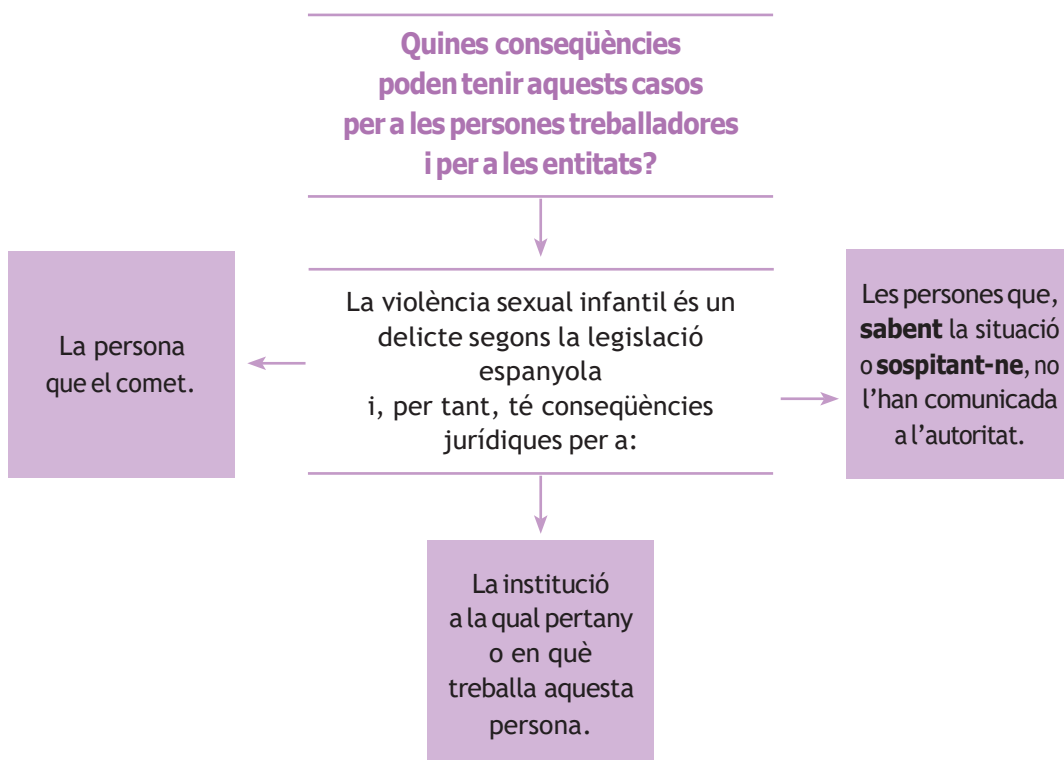 Quines conseqüències
poden tenir aquests casos
per a les persones treballadores
i per a les entitats?
La persona
que el comet.
La violència sexual infantil és un
delicte segons la legislació
espanyola
i, per tant, té conseqüències
jurídiques per a:
Les persones que,
sabent la situació
o sospitant-ne, no
l’han comunicada
a l’autoritat.
La institució
a la qual pertany
o en què
treballa aquesta
persona.